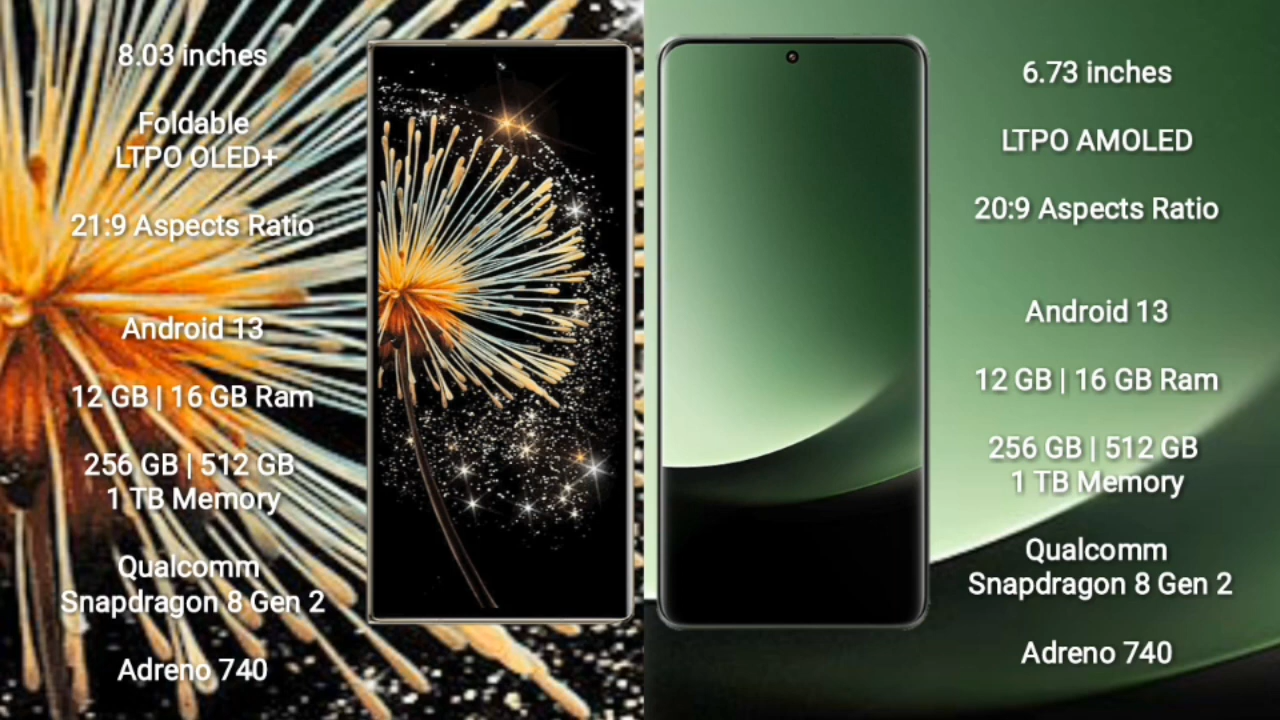 8.03 inches
Foldable
LTPO OLED+
21:9 Aspects Ratio
Android 13
12 GB | 16 GB Ram
256 GB | 512 GB
1 TB Memory
Qualcomm
Snapdragon 8 Gen 2
Adreno 740
6.73 inches
LTPO AMOLED
20:9 Aspects Ratio
Android 13
12 GB | 16 GB Ram
256 GB | 512 GB
1 TB Memory
Qualcomm
Snapdragon 8 Gen 2
Adreno 740